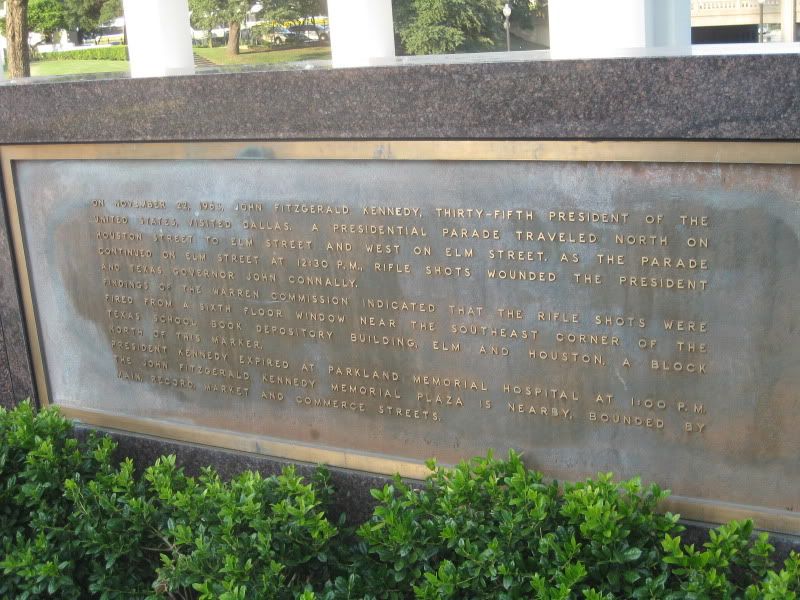 ON NOVEMBER 22, 1963, JOHN FITZGERALD KENNEDY, THIRTY-FIFTH PRESIDENT OF THE
UNITED STATES, VISITED DALLAS. A PRESIDENTIAL PARADE TRAVELED NORTH ON
HOUSTON STREET TO ELM STREET AND WEST ON ELM STREET. AS THE PARADE
CONTINUED ON ELM STREET AT 12:30 P.M., RIFLE SHOTS WOUNDED THE PRESIDENT
AND TEXAS GOVERNOR JOHN CONNALLY.
FINDINGS OF THE WARREN COMMISSION INDICATED THAT THE RIFLE SHOTS WERE
FIRED FROM A SIXTH FLOOR WINDOW NEAR THE SOUTHEAST CORNER OF THE
TEXAS SCHOOL BOOK DEPOSITORY BUILDING, ELM AND HOUSTON, A BLOCK
NORTH OF THIS MARKER.
PRESIDENT KENNEDY EXPIRED AT PARKLAND MEMORIAL HOSPITAL AT 1:00 P.M.
THE JOHN FITZGERALD KENNEDY MEMORIAL PLAZA IS NEARBY, BOUNDED BY
MAIN, RECORD, MARKET AND COMMERCE STREETS.